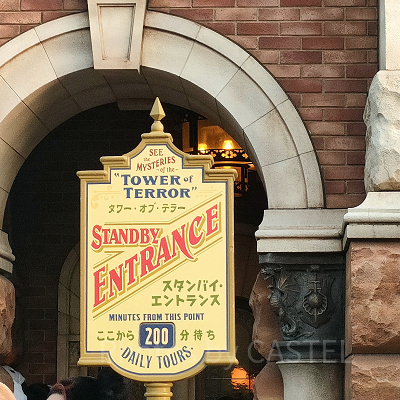 SEE
the
MYSTERIES
of the
"TOWER of
TERROR"
タワー・オブ・テラー
STANDBY
ENTRANCE
スタンバイ・
エントランス
MINUTES FROM THIS POINT
ここから 200 分待ち
·DAILY TOURS·
CASTEL